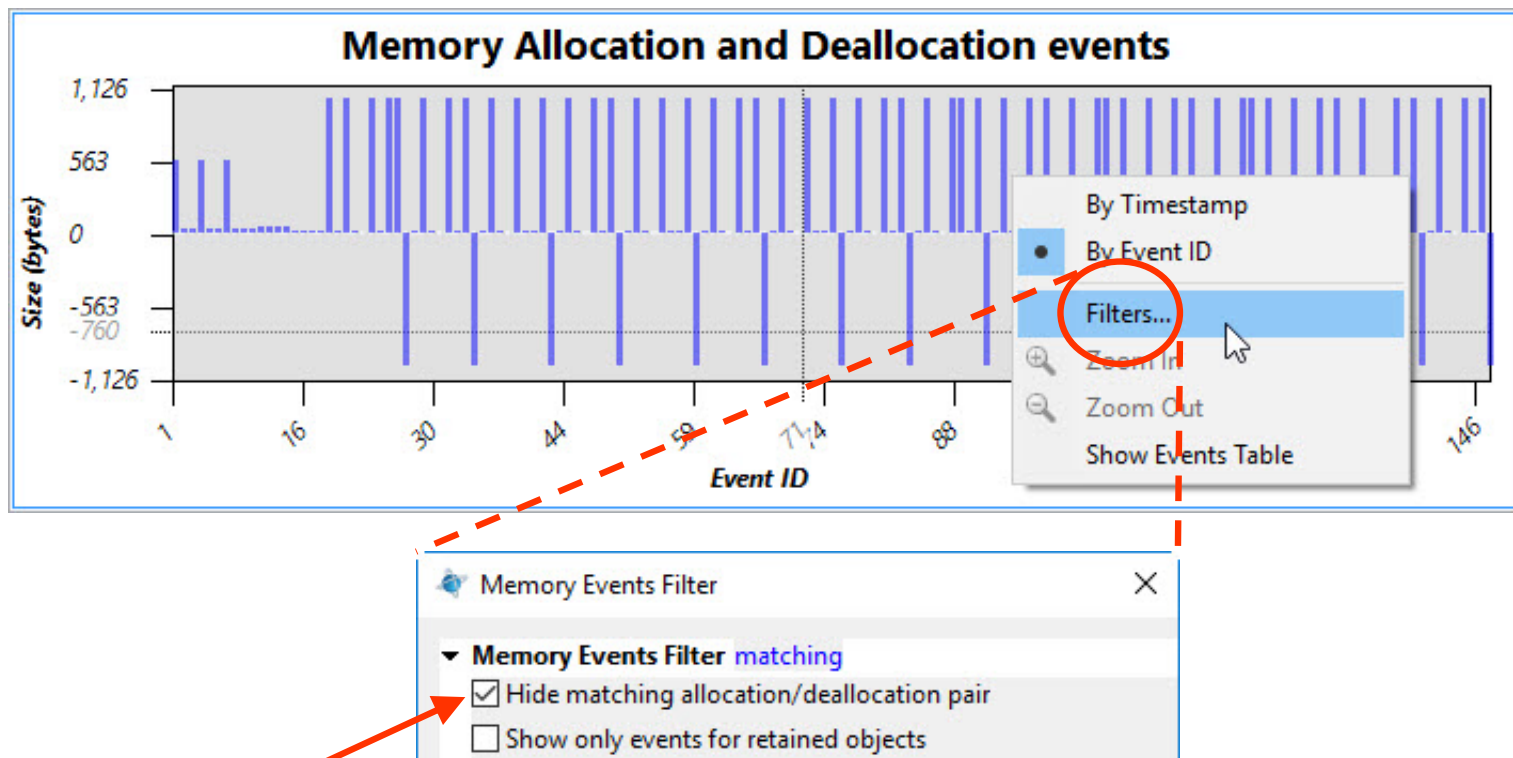 Memory Allocation and Deallocation events
1,126
563
0
-563
-760
-1,126
Size (bytes)
1
16
30
44
59
71
74
88
146
Event ID
By Timestamp
By Event ID
Filters...
Zoom In
Zoom Out
Show Events Table
Memory Events Filter
Memory Events Filter matching
Hide matching allocation/deallocation pair
Show only events for retained objects